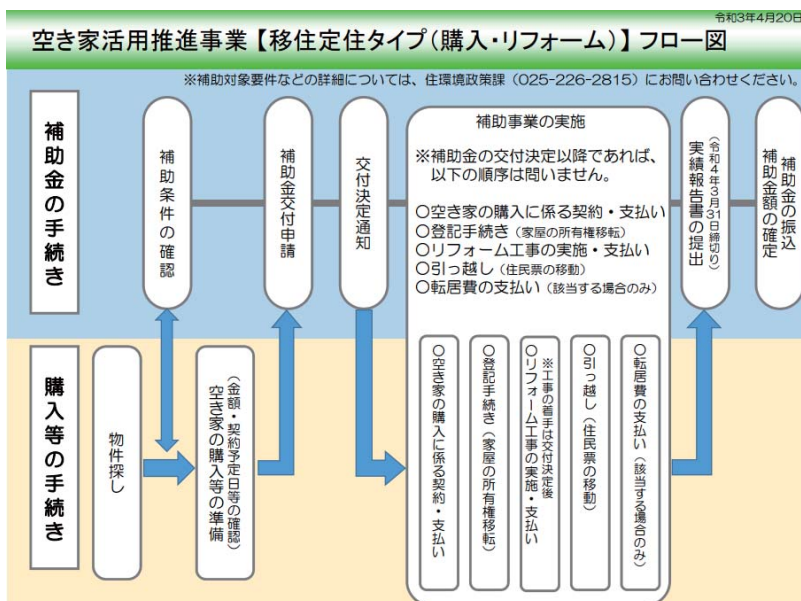 令和3年4月20日
空き家活用推進事業【移住定住タイプ(購入・リフォーム)】フロー図
※補助対象要件などの詳細については、住環境政策課(025-226-2815)にお問い合わせください。
補助金の手続き
補助条件の確認
補助金交付申請
交付決定通知
補助事業の実施
※補助金の交付決定以降であれば、
以下の順序は問いません。
○空き家の購入に係る契約・支払い
○登記手続き(家屋の所有権移転)
○リフォーム工事の実施・支払い
○引っ越し(住民票の移動)
○転居費の支払い(該当する場合のみ)
実績報告書の提出
(令和4年3月31日締切り)
補助金の振込
補助金額の確定
購入等の手続き
物件探し
空き家の購入等の準備
(金額・契約予定日等の確認)
○空き家の購入に係る契約・支払い
○登記手続き(家屋の所有権移転)
○リフォーム工事の実施・支払い
※工事の着手は交付決定後
○引っ越し(住民票の移動)
○転居費の支払い(該当する場合のみ)